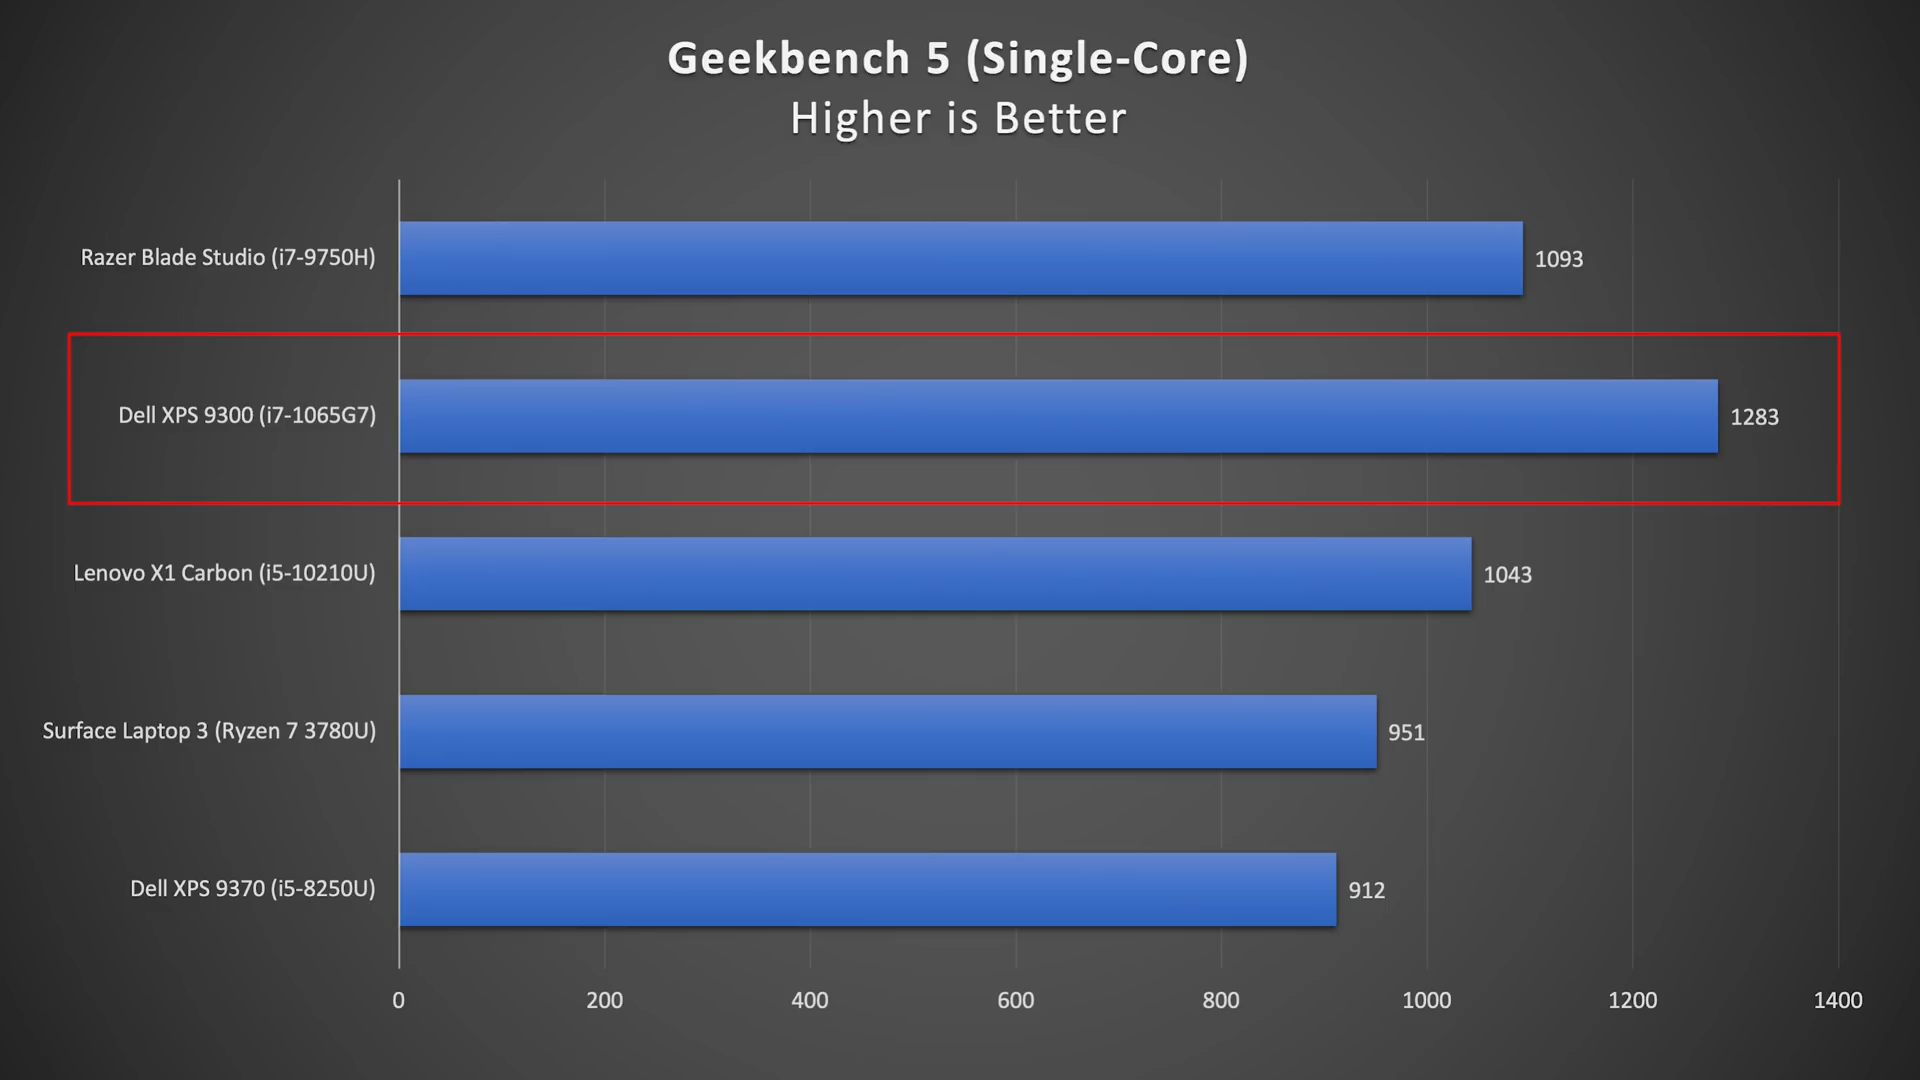 Geekbench 5 (Single-Core)
Higher is Better
Razer Blade Studio (i7-9750H)
1093
Dell XPS 9300 (i7-1065G7)
1283
Lenovo X1 Carbon (i5-10210U)
1043
Surface Laptop 3 (Ryzen 7 3780U)
951
Dell XPS 9370 (i5-8250U)
912
0 200 400 600 800 1000 1200 1400